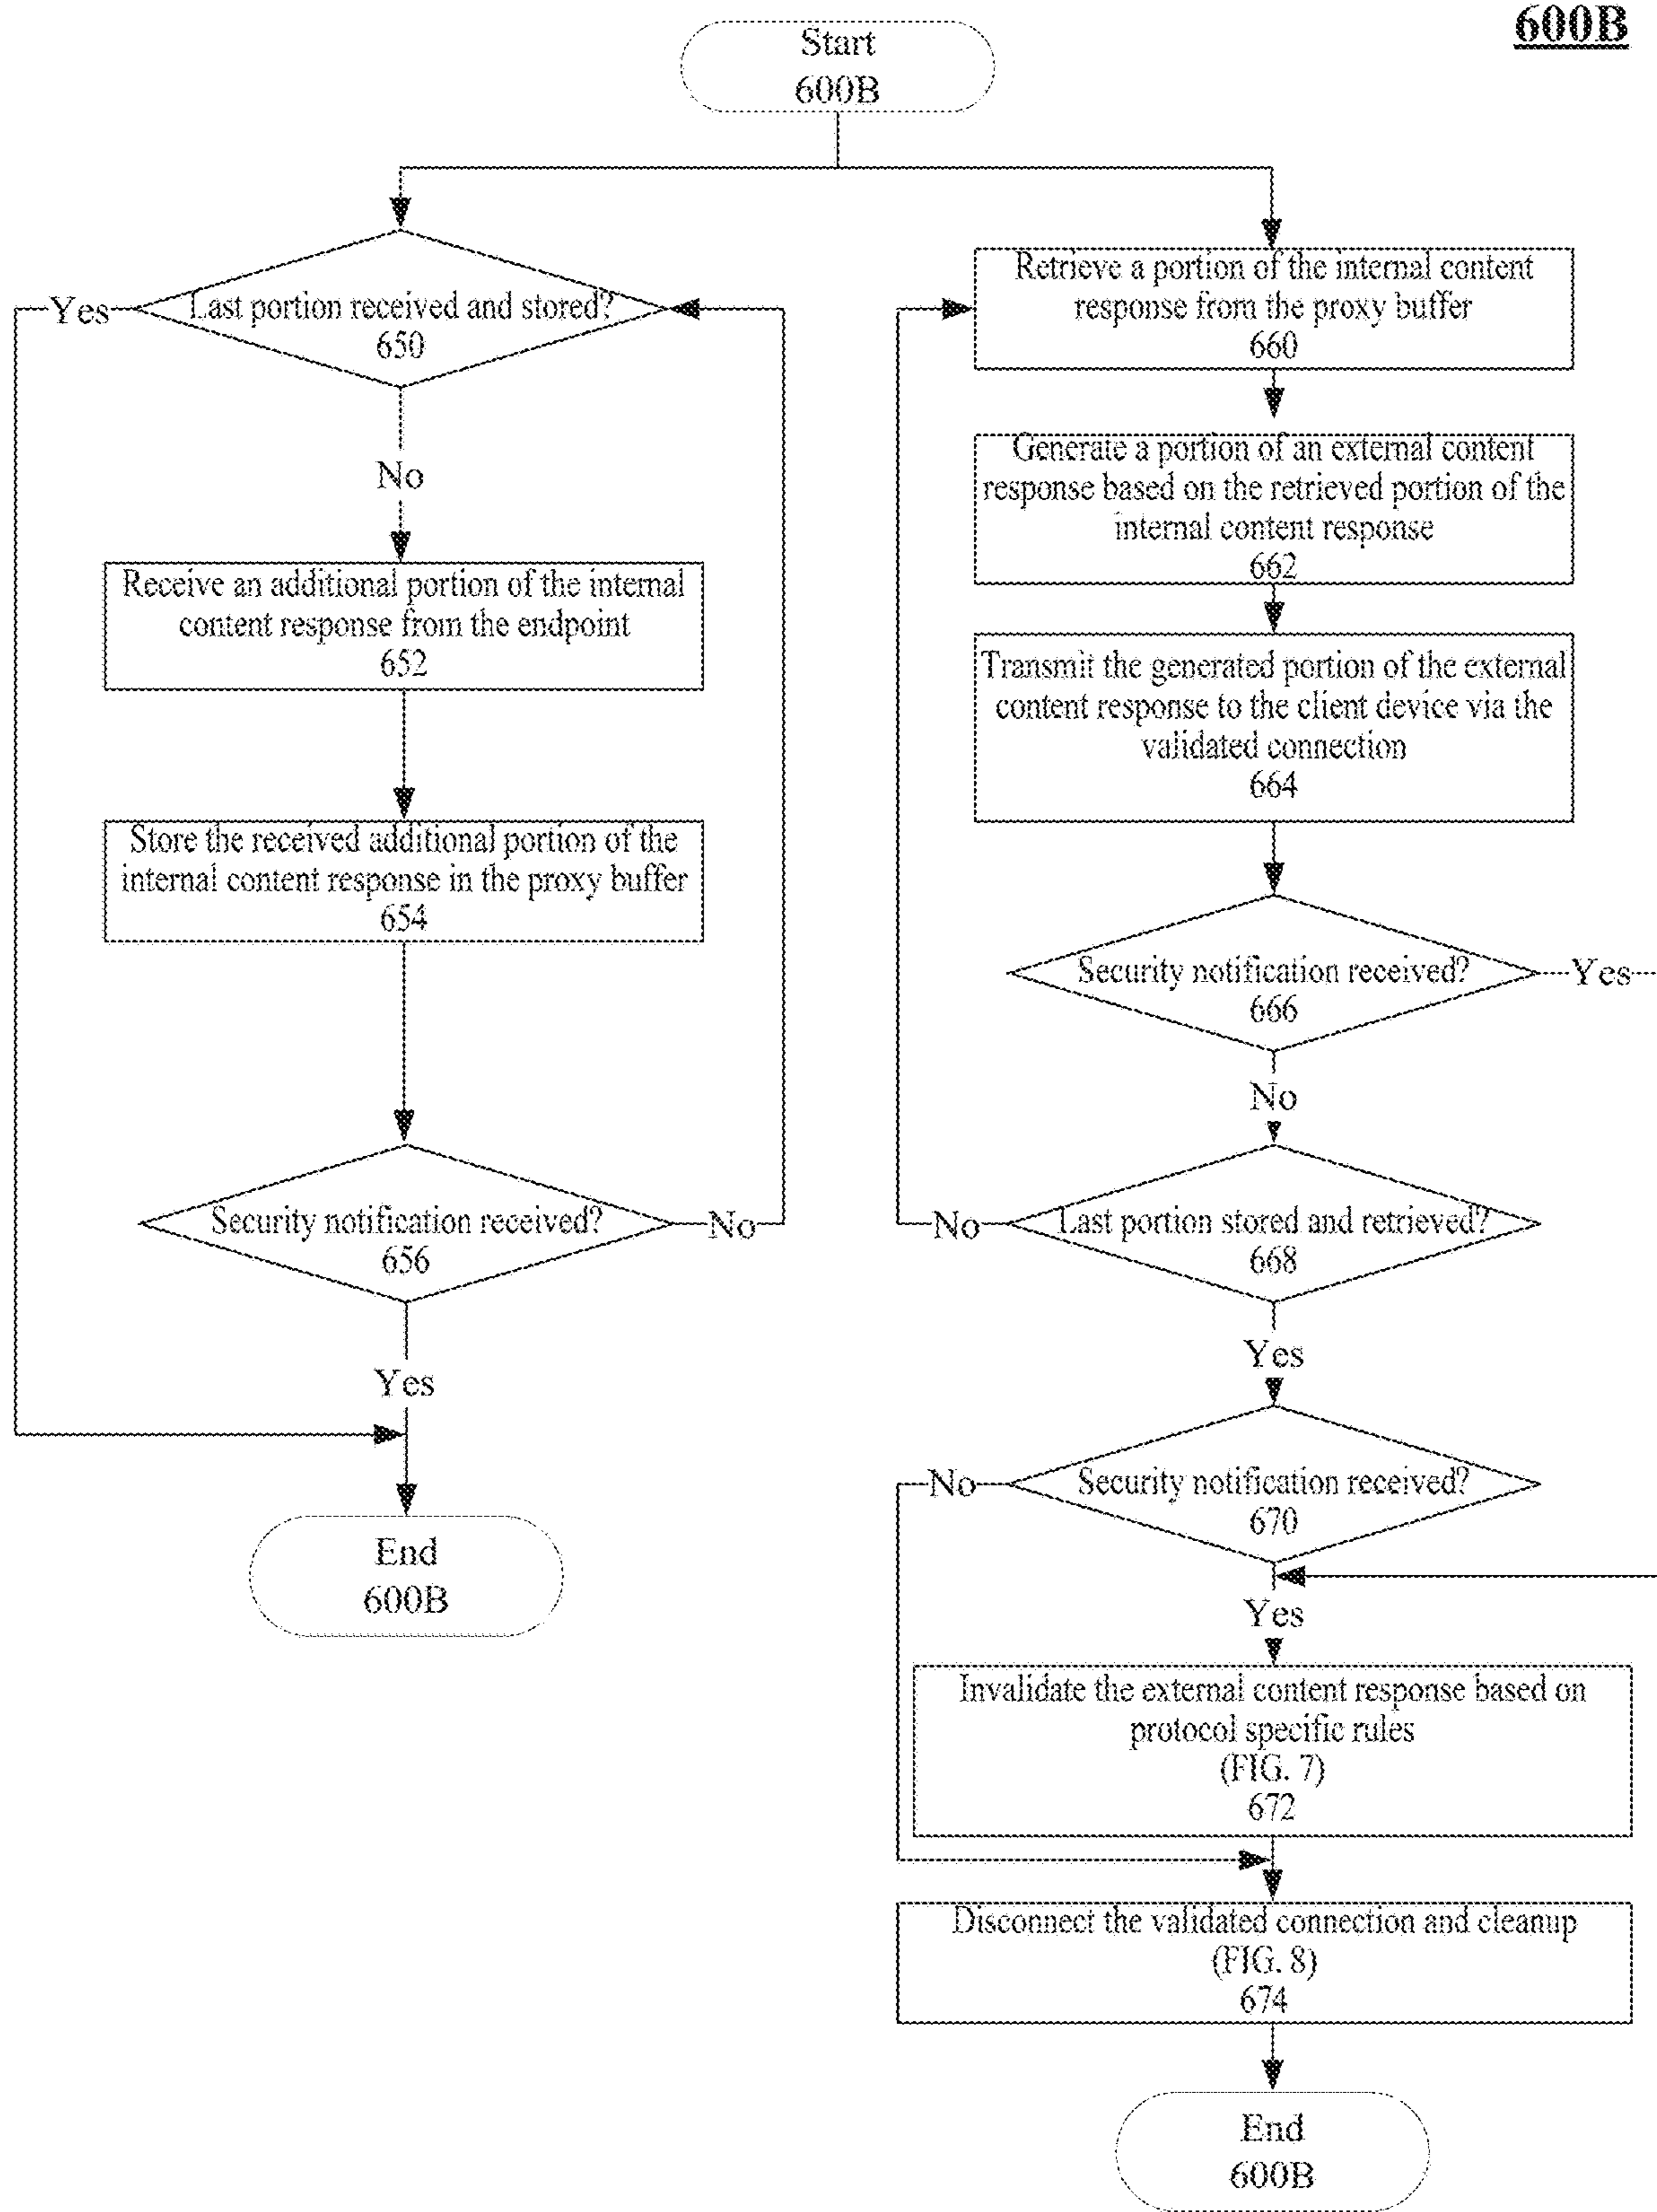 600B
Start
600B
Last portion received and stored?
650
Yes
No
Receive an additional portion of the internal
content response from the endpoint
652
Store the received additional portion of the
internal content response in the proxy buffer
654
Security notification received?
656
No
Yes
End
600B
Retrieve a portion of the internal content
response from the proxy buffer
660
Generate a portion of an external content
response based on the retrieved portion of the
internal content response
662
Transmit the generated portion of the external
content response to the client device via the
validated connection
664
Security notification received?
666
Yes
No
Last portion stored and retrieved?
668
No
Yes
Security notification received?
670
No
Yes
Invalidate the external content response based on
protocol specific rules
(FIG. 7)
672
Disconnect the validated connection and cleanup
(FIG. 8)
674
End
600B